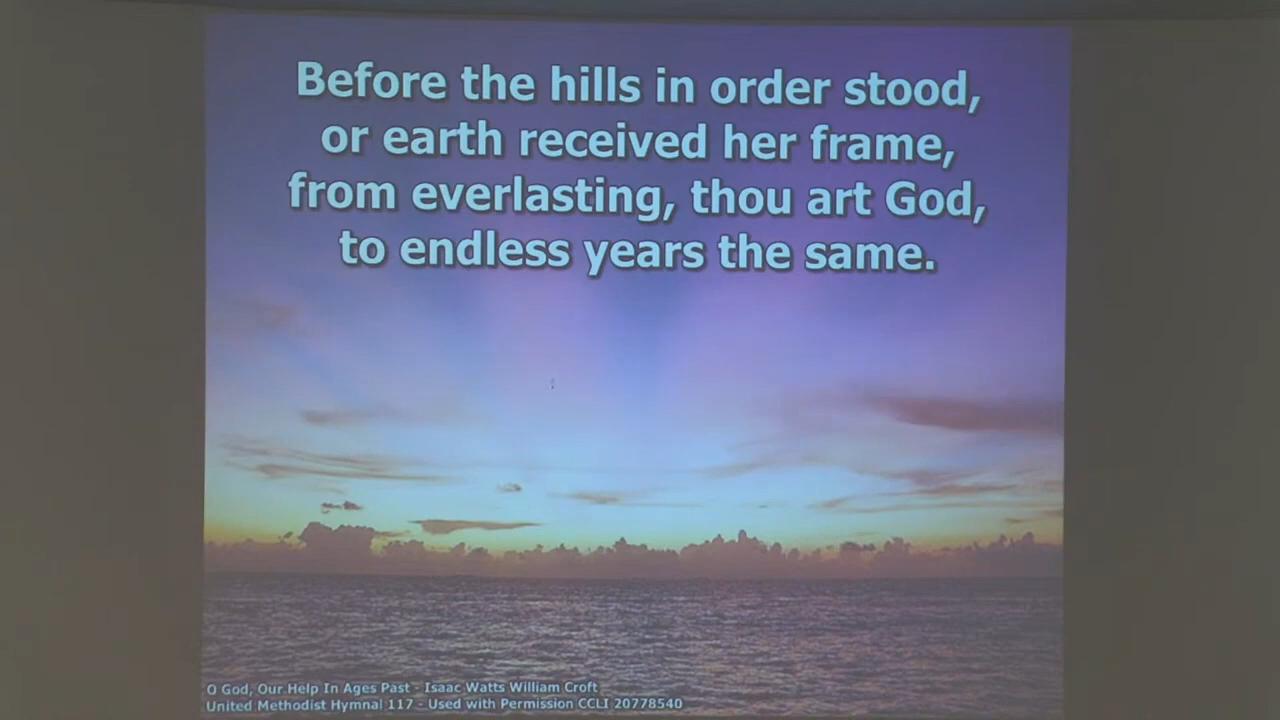 Before the hills in order stood,
or earth received her frame,
from everlasting, thou art God,
to endless years the same.
O God, Our Help In Ages Past - Isaac Watts William Croft
United Methodist Hymnal 117 - Used with Permission CCLI 20778540